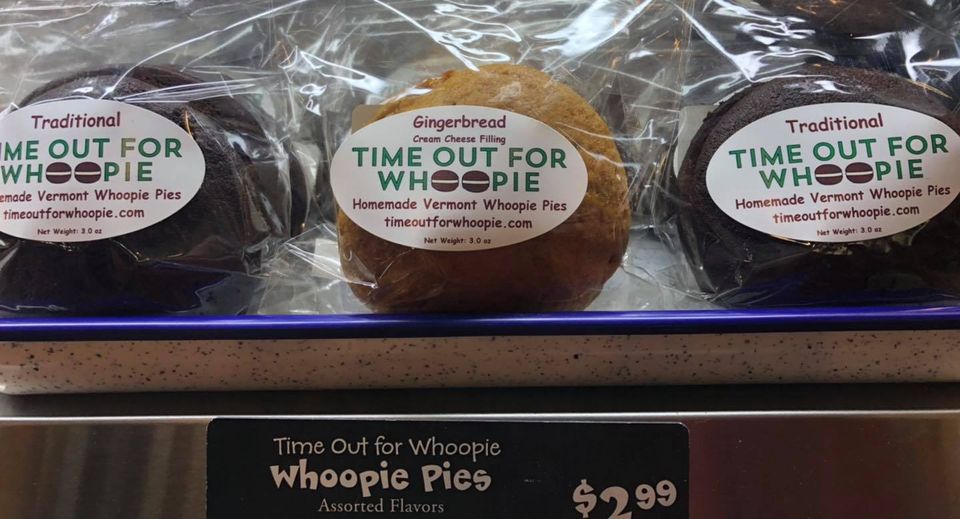 Traditional
ME OUT FOR
WHOOPIE
emade Vermont Whoopie Pies
timeoutforwhoopie.com
Net Weight: 3.0 oz
Gingerbread
Cream Cheese Filling
TIME OUT FOR
WHOOPIE
Homemade Vermont Whoopie Pies
timeoutforwhoopie.com
Net Weight: 3.0 oz
Traditional
TIME OUT FOR
WHOOPIE
Homemade Vermont Whoopie Pies
timeoutforwhoopie.com
Net Weight: 3.0 oz
Time Out for Whoopie
Whoopie Pies
Assorted Flavors
$2.99